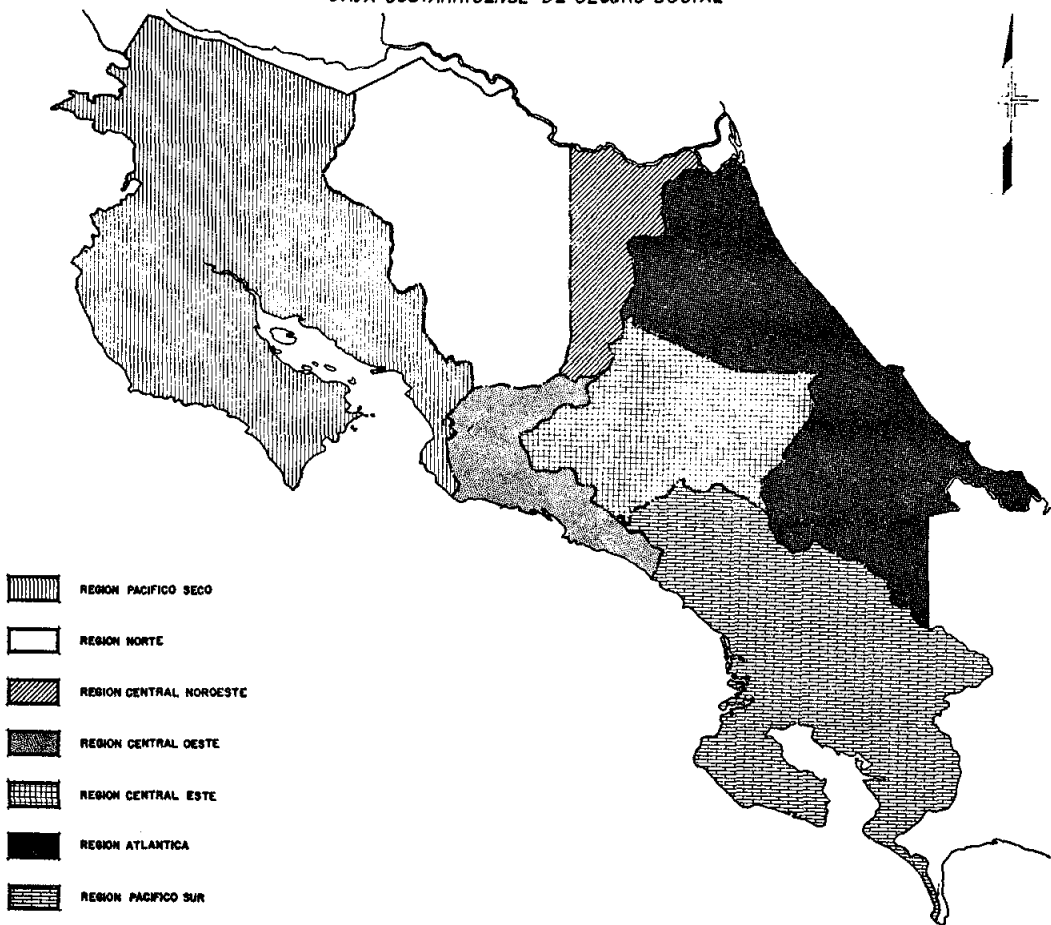 CAJA COSTARRICENSE DE SEGURO SOCIAL
REGION PACIFICO SECO
REGION NORTE
REGION CENTRAL NOROESTE
REGION CENTRAL OESTE
REGION CENTRAL ESTE
REGION ATLANTICA
REGION PACIFICO SUR